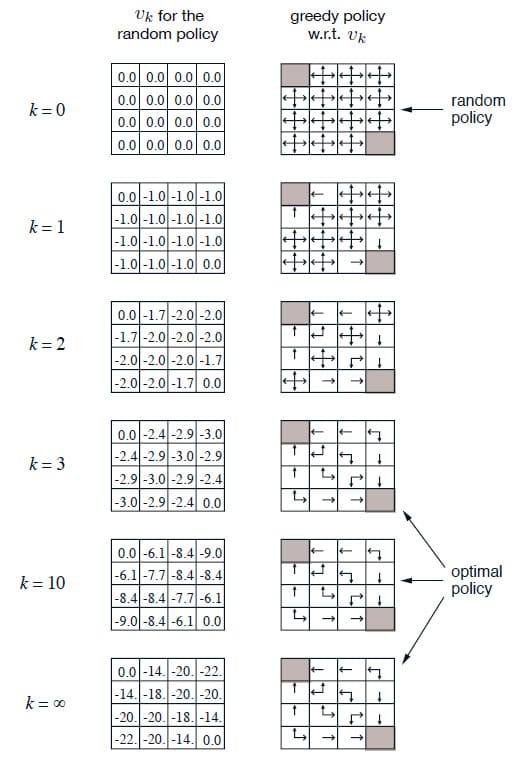 vₖ for the
random policy
greedy policy
w.r.t. vₖ
k = 0
0.0 0.0 0.0 0.0
0.0 0.0 0.0 0.0
0.0 0.0 0.0 0.0
0.0 0.0 0.0 0.0
random
policy
k = 1
0.0 -1.0 -1.0 -1.0
-1.0 -1.0 -1.0 -1.0
-1.0 -1.0 -1.0 -1.0
-1.0 -1.0 -1.0 0.0
k = 2
0.0 -1.7 -2.0 -2.0
-1.7 -2.0 -2.0 -2.0
-2.0 -2.0 -2.0 -1.7
-2.0 -2.0 -1.7 0.0
k = 3
0.0 -2.4 -2.9 -3.0
-2.4 -2.9 -3.0 -2.9
-2.9 -3.0 -2.9 -2.4
-3.0 -2.9 -2.4 0.0
k = 10
0.0 -6.1 -8.4 -9.0
-6.1 -7.7 -8.4 -8.4
-8.4 -8.4 -7.7 -6.1
-9.0 -8.4 -6.1 0.0
optimal
policy
k = ∞
0.0 -14. -20. -22.
-14. -18. -20. -20.
-20. -20. -18. -14.
-22. -20. -14. 0.0